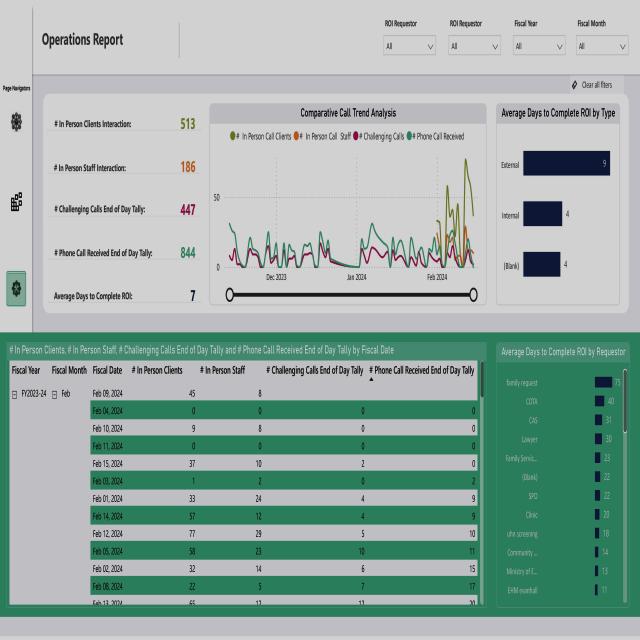 Operations Report
ROI Requestor
All
ROI Requestor
All
Fiscal Year
All
Fiscal Month
All
Page Navigators
Clear all filters
# In Person Clients Interaction: 513
# In Person Staff Interaction: 186
# Challenging Calls End of Day Tally: 447
# Phone Call Received End of Day Tally: 844
Average Days to Complete ROI: 7
Comparative Call Trend Analysis
# In Person Call Clients # In Person Call Staff # Challenging Calls # Phone Call Received
50
0
Dec 2023 Jan 2024 Feb 2024
Average Days to Complete ROI by Type
External 9
Internal 4
(Blank) 4
# In Person Clients, # In Person Staff, # Challenging Calls End of Day Tally and # Phone Call Received End of Day Tally by Fiscal Date
Fiscal Year Fiscal Month Fiscal Date # In Person Clients # In Person Staff # Challenging Calls End of Day Tally # Phone Call Received End of Day Tally
FY2023-24 Feb Feb 09, 2024 45 8
Feb 04, 2024 0 0 0 0
Feb 10, 2024 9 8 0 0
Feb 11, 2024 0 0 0 0
Feb 15, 2024 37 10 2 0
Feb 03, 2024 1 2 0 2
Feb 01, 2024 33 24 4 9
Feb 14, 2024 57 12 4 9
Feb 12, 2024 77 29 5 10
Feb 05, 2024 58 23 10 11
Feb 02, 2024 32 14 6 15
Feb 08, 2024 22 5 7 17
Feb 13, 2024 65 12 12 20
Average Days to Complete ROI by Requestor
family request 75
COTA 40
CAS 31
Lawyer 30
Family Servic... 23
(Blank) 22
SPO 22
Clinic 20
uhn screening 18
Community ... 14
Ministry of E... 13
11